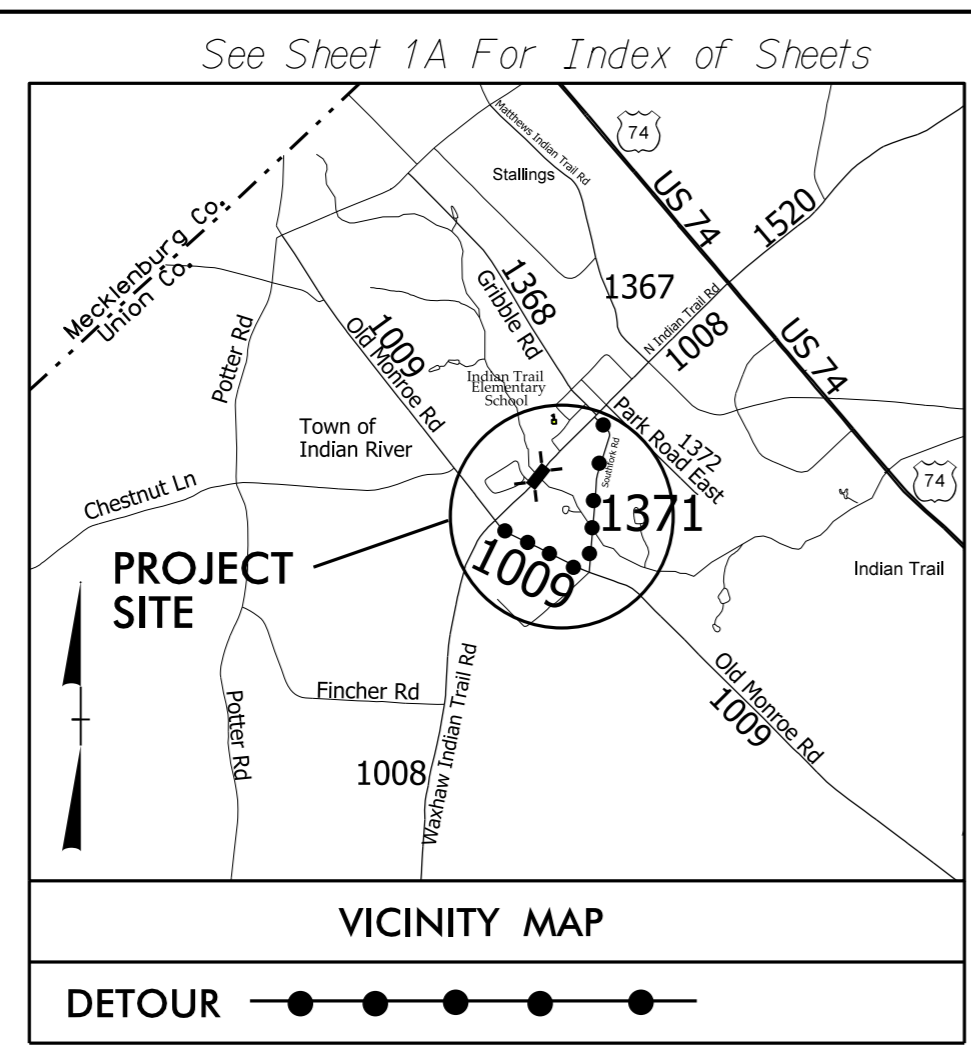 See Sheet 1A For Index of Sheets
Matthews Indian Trail Rd
74
Stallings
US 74
1520
Mecklenburg Co.
Union Co.
1368
Gribble Rd
1367
N Indian Trail Rd
1008
Potter Rd
1009
Old Monroe Rd
US 74
Indian Trail
Elementary
School
Town of
Indian River
Park Road East
1372
Southfork Rd
74
Chestnut Ln
1371
1009
PROJECT
SITE
Indian Trail
Old Monroe Rd
1009
Fincher Rd
Potter Rd
Waxhaw Indian Trail Rd
1008
VICINITY MAP
DETOUR